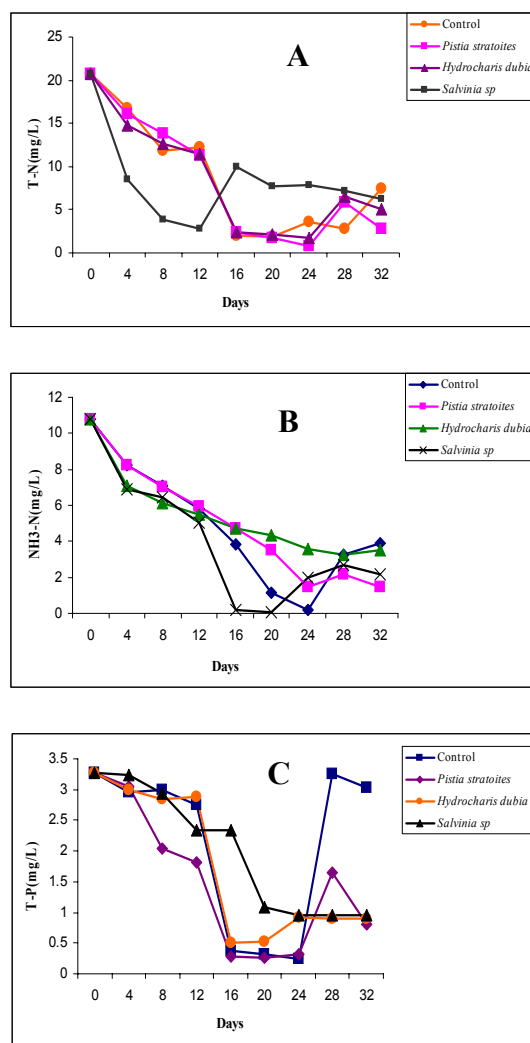 A
Control
Pistia stratoites
Hydrocharis dubia
Salvinia sp
T-N(mg/L)
25
20
15
10
5
0
0 4 8 12 16 20 24 28 32
Days
B
Control
Pistia stratoites
Hydrocharis dubia
Salvinia sp
NH3-N(mg/L)
12
10
8
6
4
2
0
0 4 8 12 16 20 24 28 32
Days
C
Control
Pistia stratoites
Hydrocharis dubia
Salvinia sp
T-P(mg/L)
3.5
3
2.5
2
1.5
1
0.5
0
0 4 8 12 16 20 24 28 32
Days